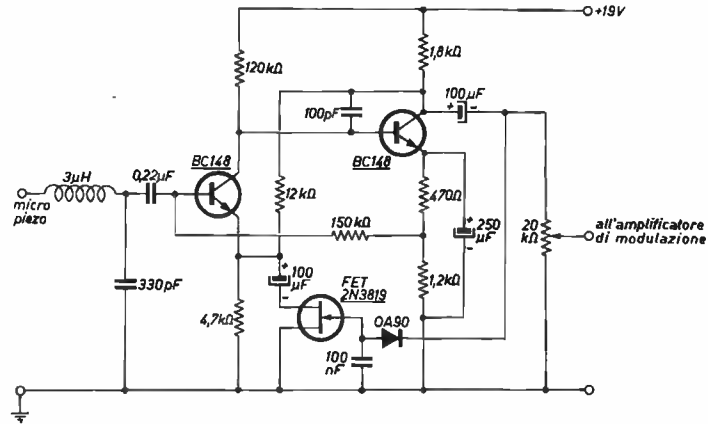 +19V
1,8kΩ
120kΩ
100µF
+ -
100pF
BC148
BC148
3µH
0,22µF
micro
piezo
12kΩ
470Ω
+
250
µF
-
20
kΩ
all'amplificatore
di modulazione
150kΩ
330pF
+
100
µF
-
FET
2N3819
1,2kΩ
4,7kΩ
OA90
100
nF